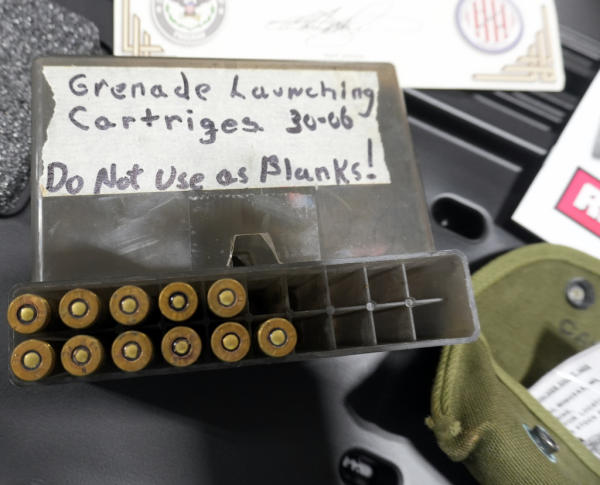 Grenade Launching
Cartriges 30-06
Do Not Use as Blanks!